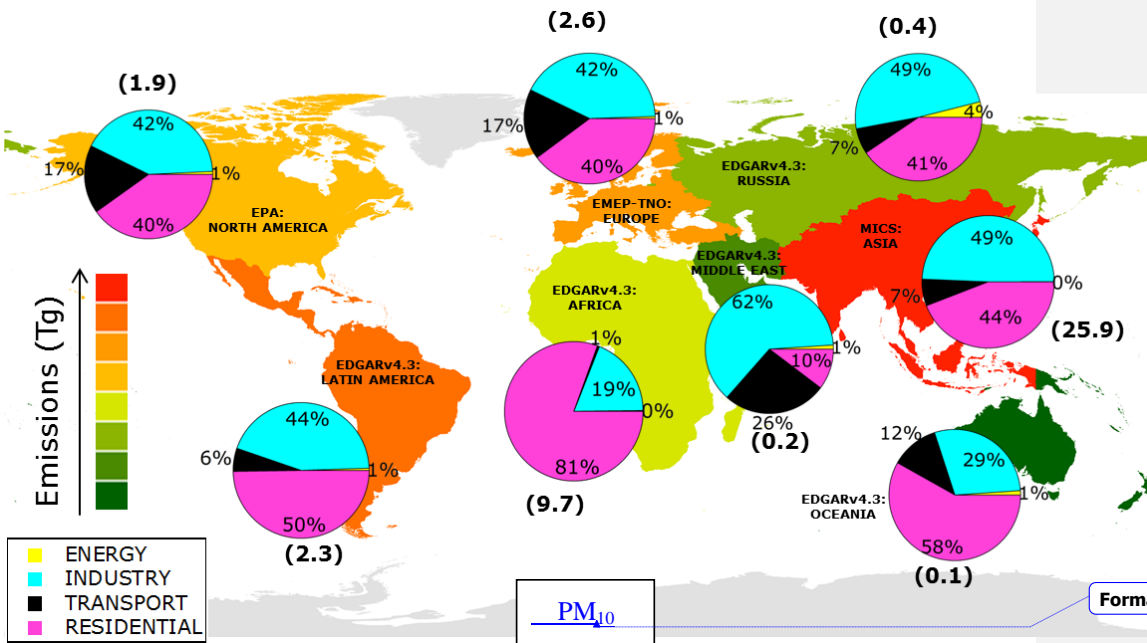 (2.6)
(0.4)
(1.9)
42%
17%
1%
40%
EPA:
NORTH AMERICA
42%
17%
1%
40%
EMEP-TNO:
EUROPE
49%
4%
7%
41%
EDGARv4.3:
RUSSIA
MICS:
ASIA
49%
7%
0%
44%
(25.9)
EDGARv4.3:
MIDDLE EAST
62%
1%
10%
26%
(0.2)
EDGARv4.3:
AFRICA
1%
19%
0%
81%
(9.7)
EDGARv4.3:
LATIN AMERICA
44%
6%
1%
50%
(2.3)
12%
29%
1%
58%
EDGARv4.3:
OCEANIA
(0.1)
Emissions (Tg)
ENERGY
INDUSTRY
TRANSPORT
RESIDENTIAL
PM10
Forma